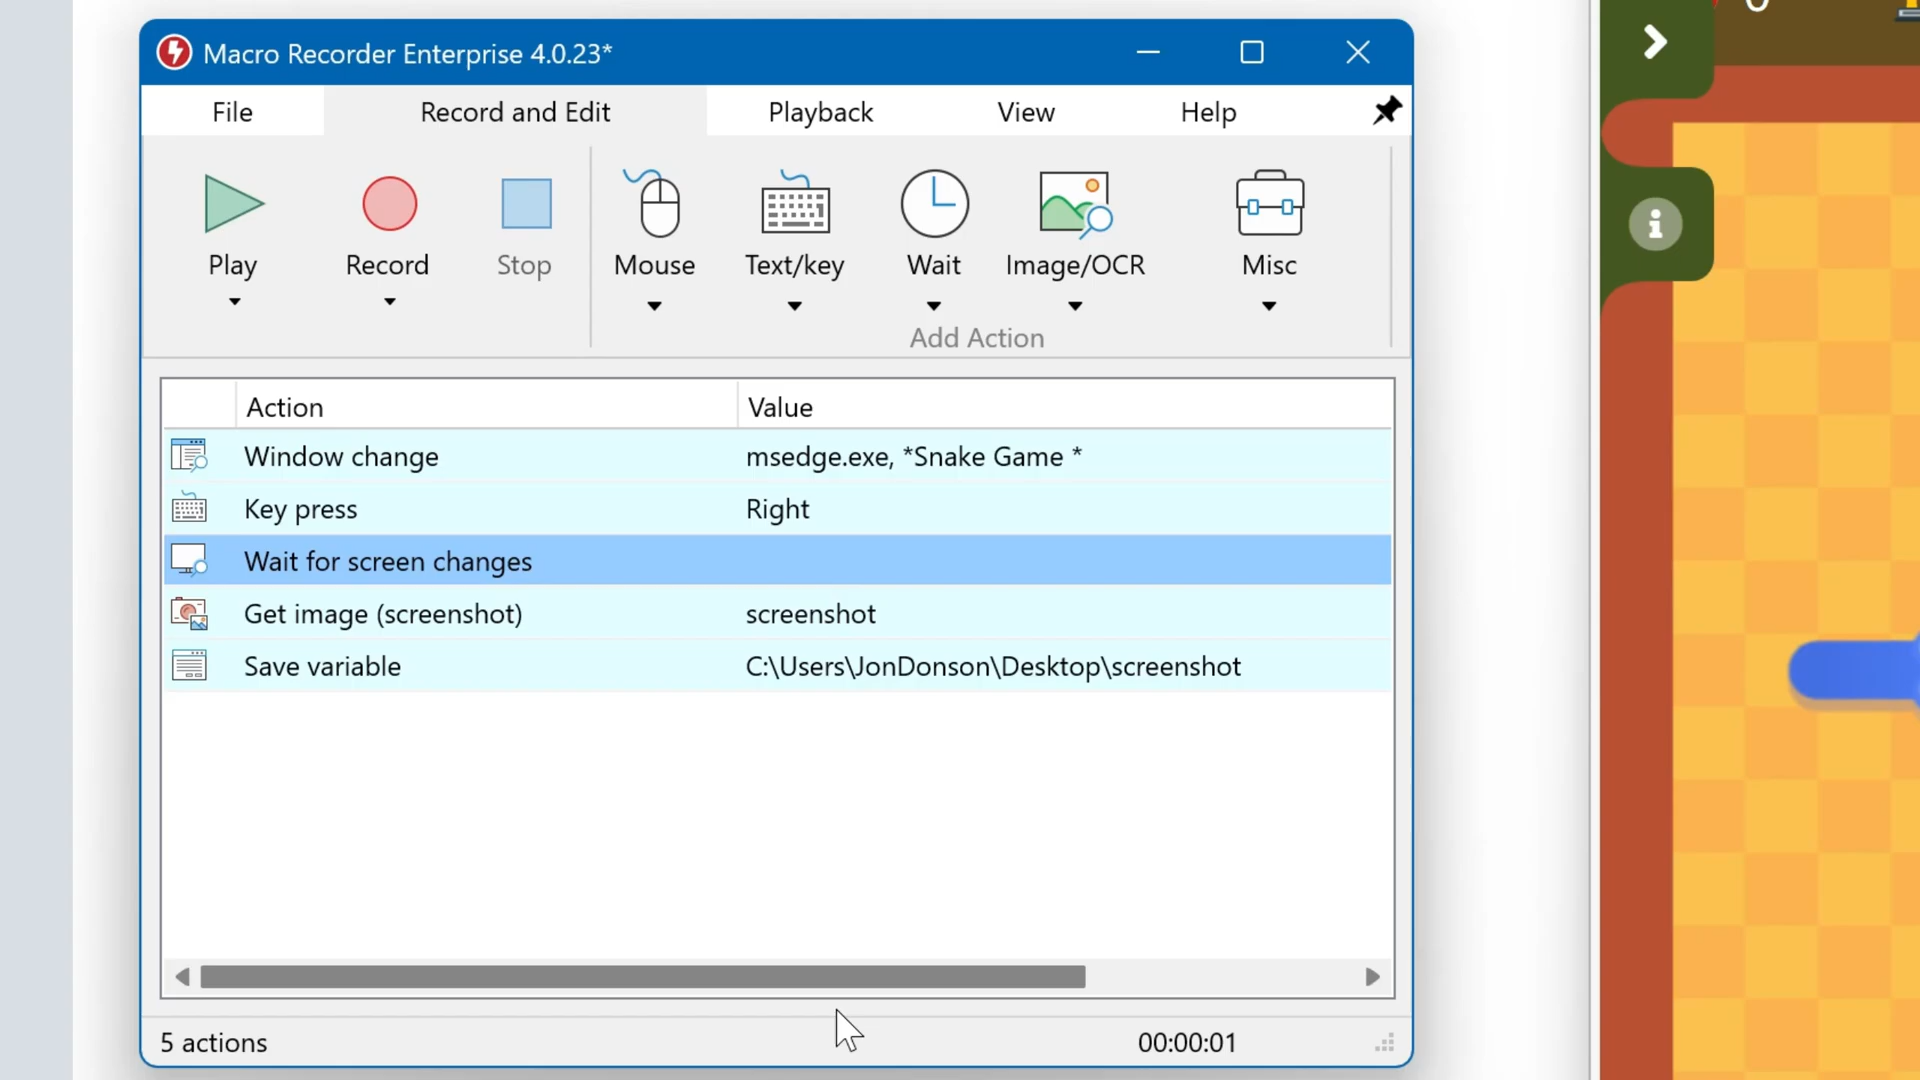 Macro Recorder Enterprise 4.0.23*
File Record and Edit Playback View Help
Play Record Stop Mouse Text/key Wait Image/OCR Misc
Add Action
Action Value
Window change msedge.exe, *Snake Game *
Key press Right
Wait for screen changes
Get image (screenshot) screenshot
Save variable C:\Users\JonDonson\Desktop\screenshot
5 actions 00:00:01